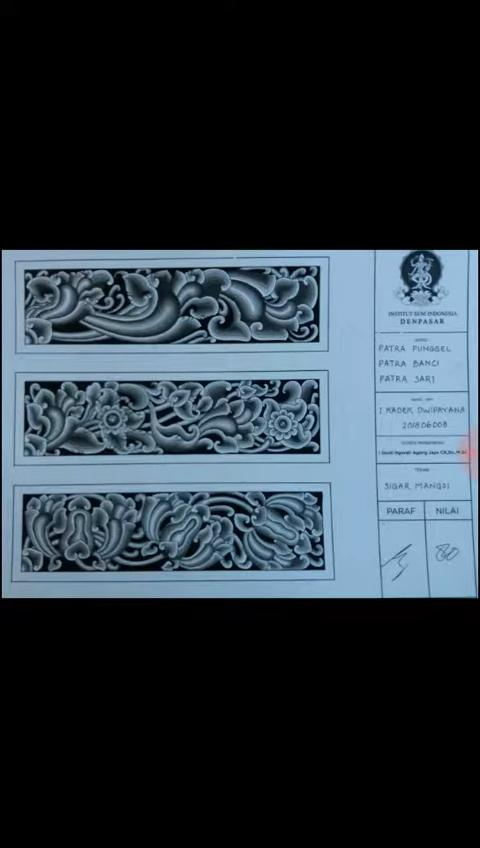 INSTITUT SENI INDONESIA
DENPASAR
PATRA PUNGGEL
PATRA BANCI
PATRA SARI
I KADEK DWIPAYANA
201806008
SIGAR MANGSI
PARAF NILAI
80